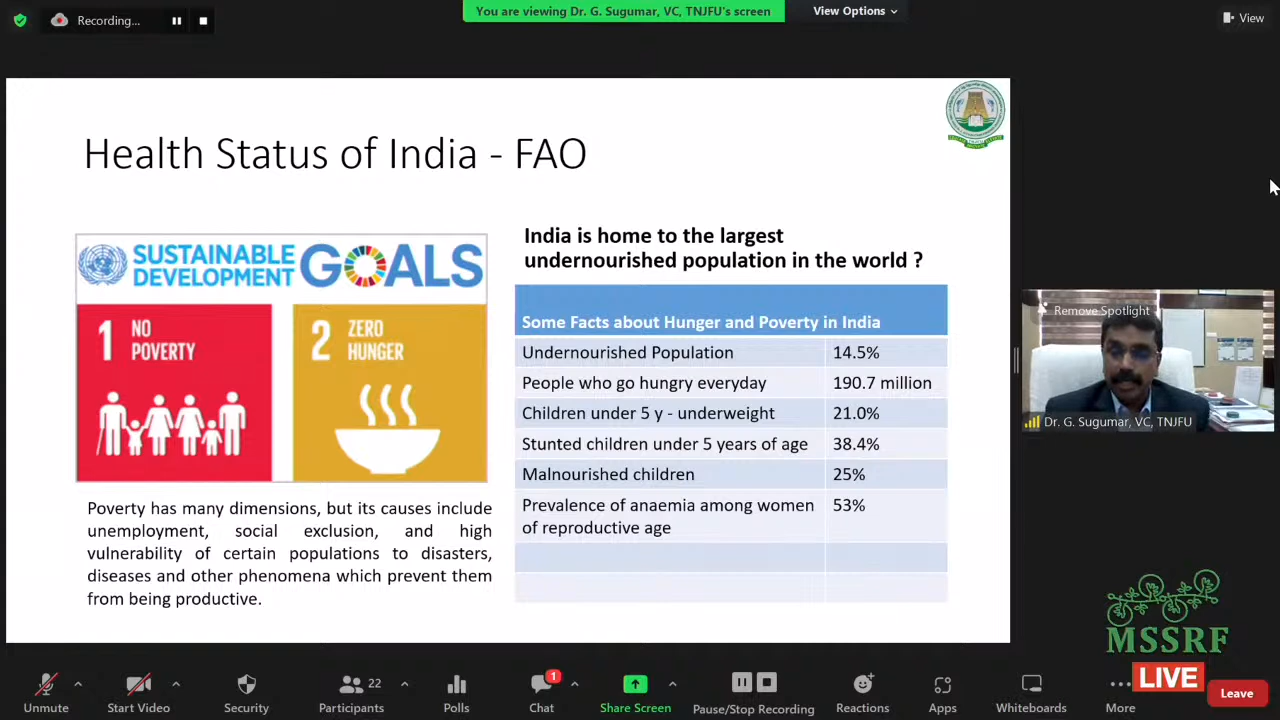 Recording...
You are viewing Dr. G. Sugumar, VC, TNJFU's screen
View Options
View
Health Status of India - FAO
SUSTAINABLE
DEVELOPMENT
GOALS
1 NO
POVERTY
2 ZERO
HUNGER
Poverty has many dimensions, but its causes include
unemployment, social exclusion, and high
vulnerability of certain populations to disasters,
diseases and other phenomena which prevent them
from being productive.
India is home to the largest
undernourished population in the world ?
Some Facts about Hunger and Poverty in India
Undernourished Population 14.5%
People who go hungry everyday 190.7 million
Children under 5 y - underweight 21.0%
Stunted children under 5 years of age 38.4%
Malnourished children 25%
Prevalence of anaemia among women 53%
of reproductive age
Remove Spotlight
Dr. G. Sugumar, VC, TNJFU
MSSRF
LIVE
Unmute
Start Video
Security
22
Participants
Polls
1
Chat
Share Screen
Pause/Stop Recording
Reactions
Apps
Whiteboards
More
Leave